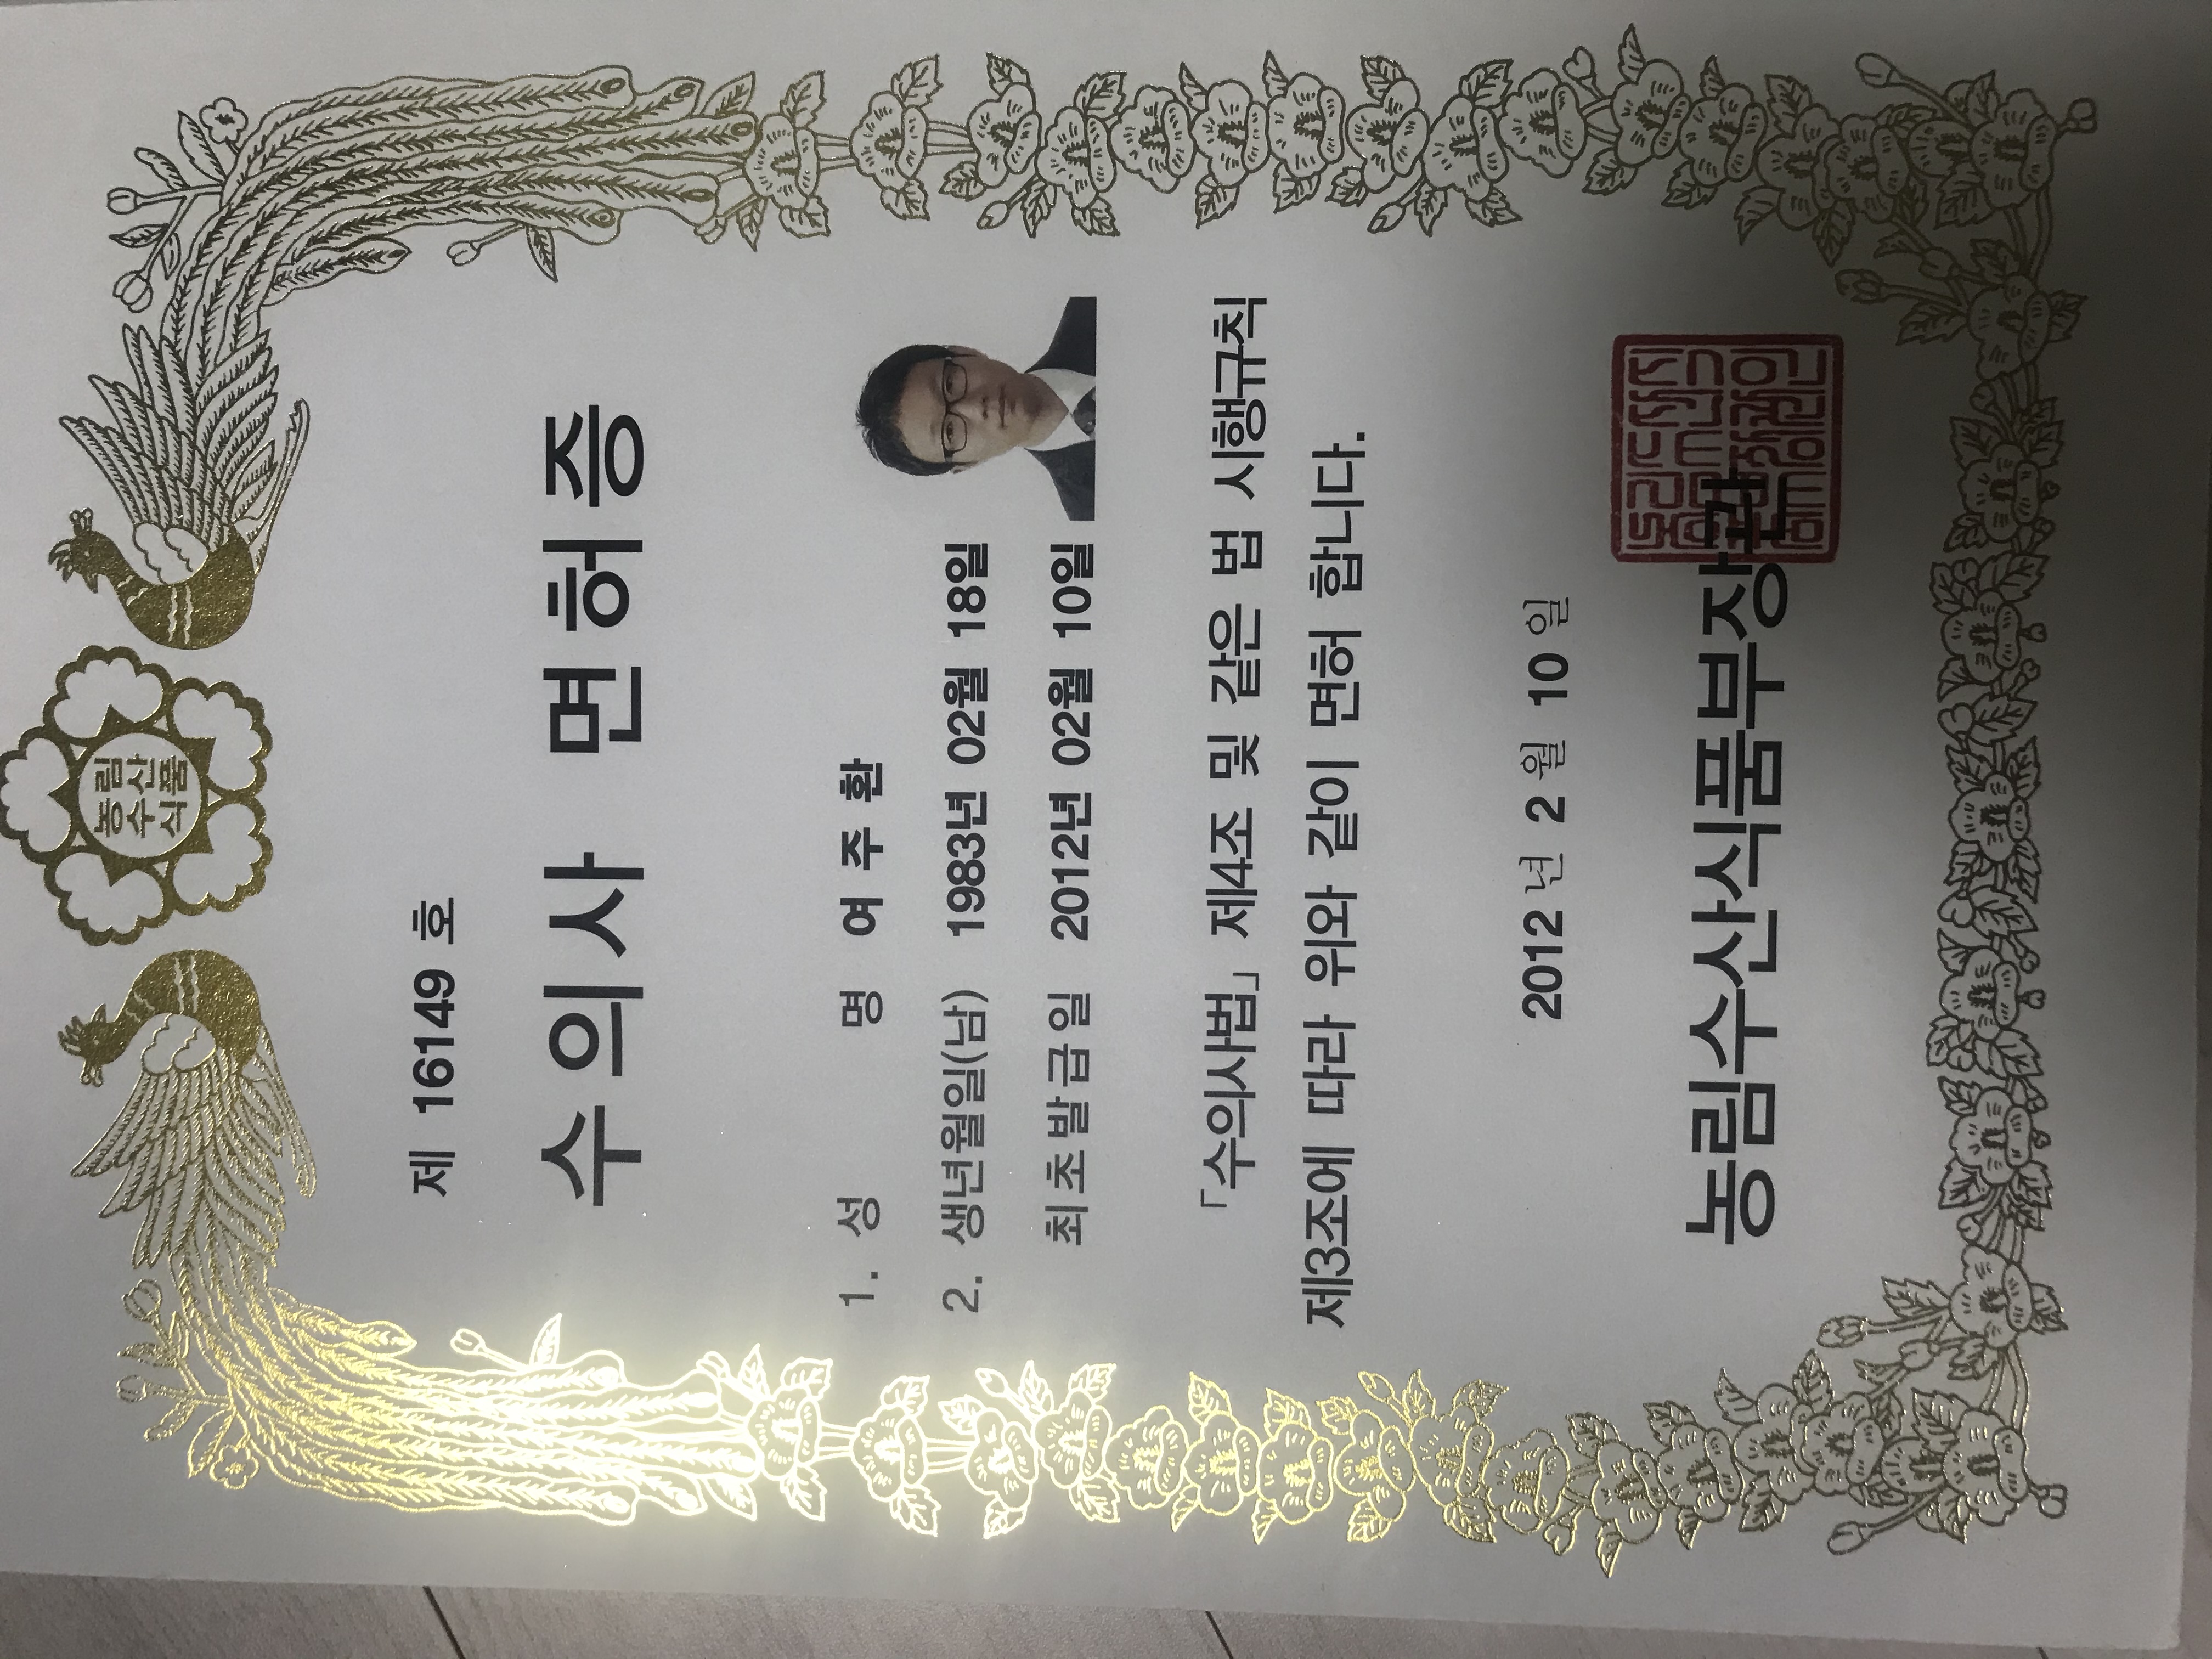 농림
수산
식품
제 16149 호
수의사 면허증
1. 성 명 여 주 환
2. 생년월일(남) 1983년 02월 18일
최초발급일 2012년 02월 10일
「수의사법」 제4조 및 같은 법 시행규칙
제3조에 따라 위와 같이 면허 합니다.
2012 년 2 월 10 일
농림수산식품부장관
농림수산식
품부장관인